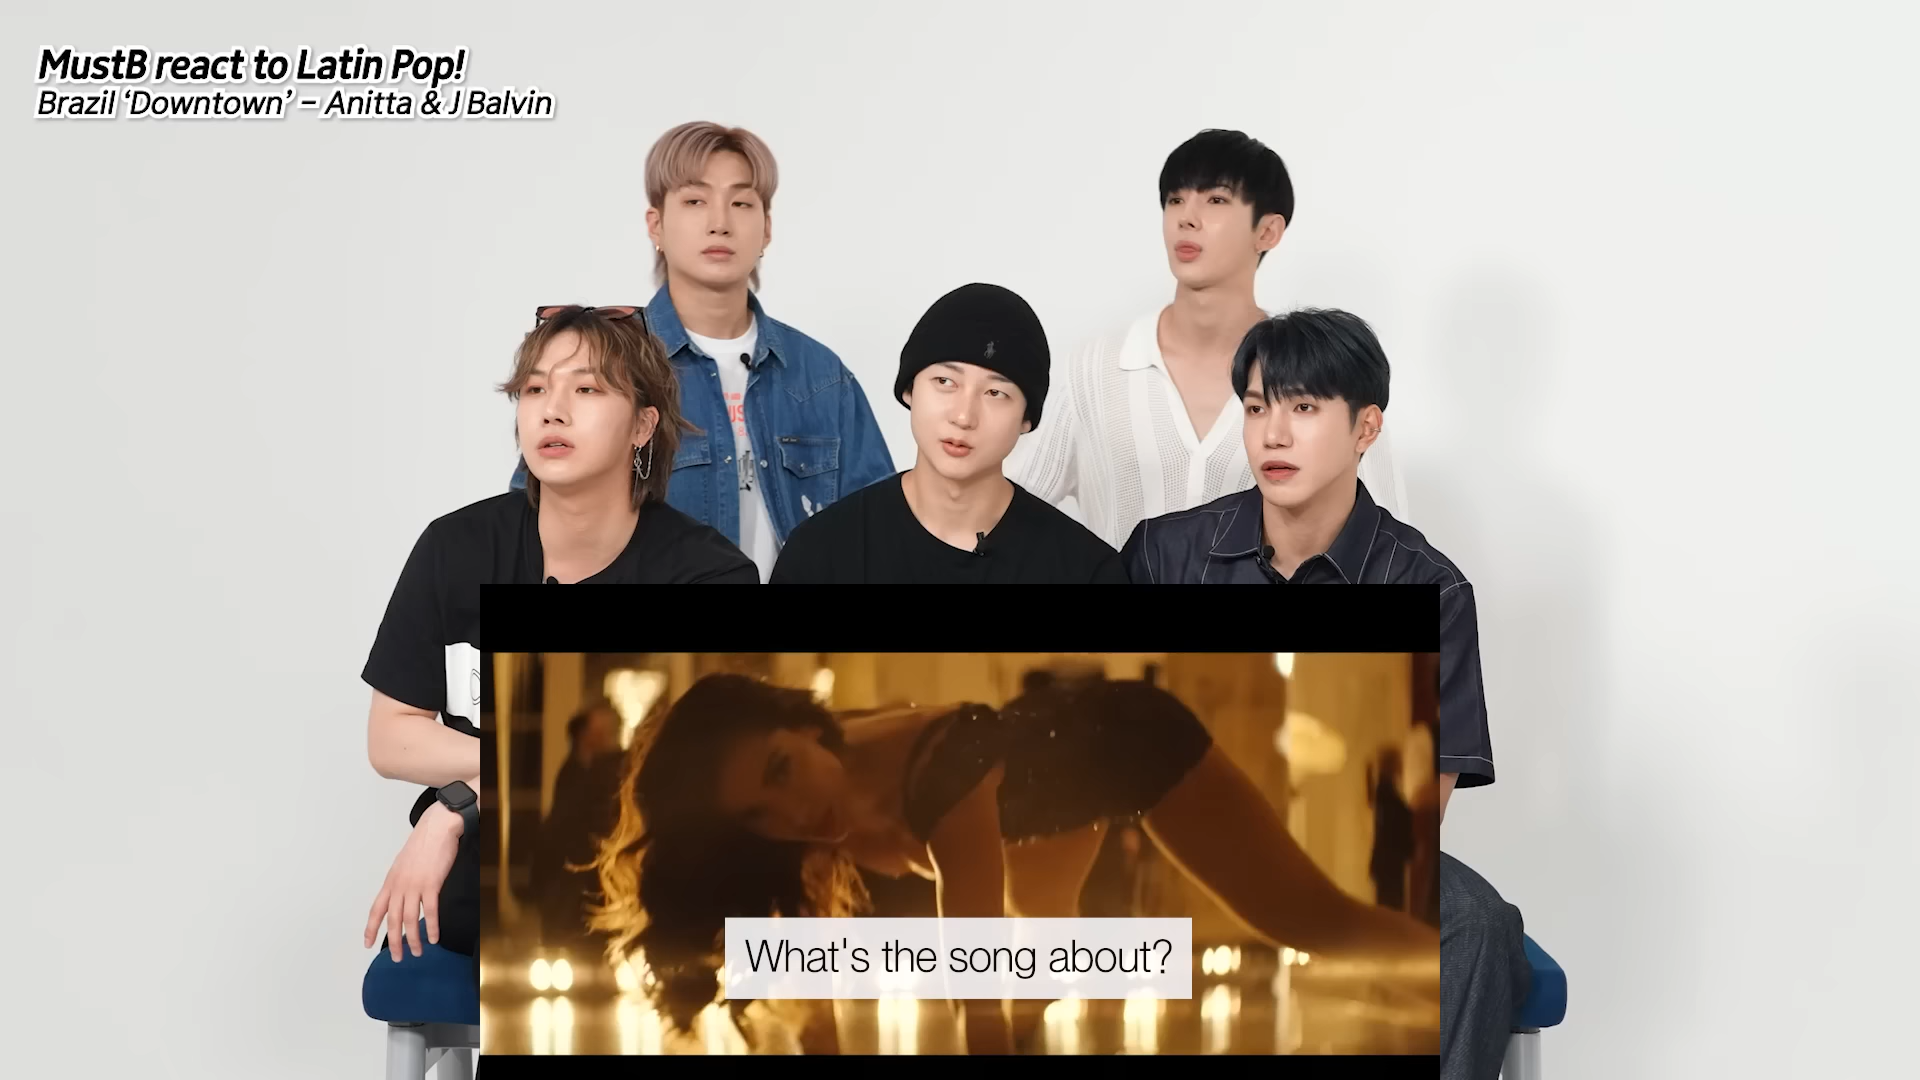 MustB react to Latin Pop!
Brazil ‘Downtown’ – Anitta & J Balvin
What's the song about?